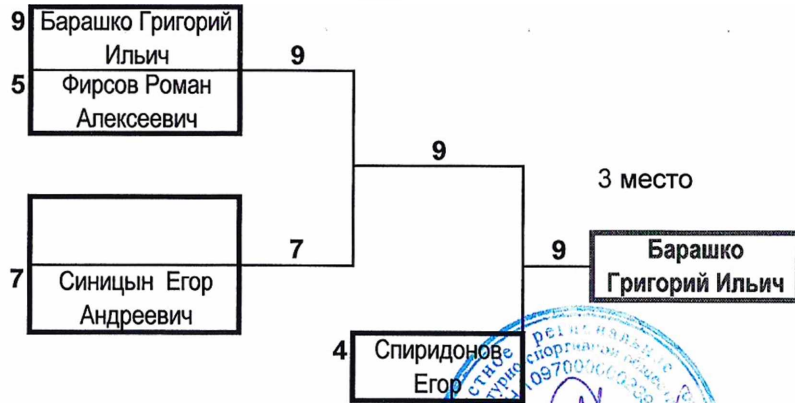 9 Барашко Григорий
Ильич
9
5 Фирсов Роман
Алексеевич
9
3 место
7
9
Барашко
Григорий Ильич
7 Синицын Егор
Андреевич
4 Спиридонов
Егор